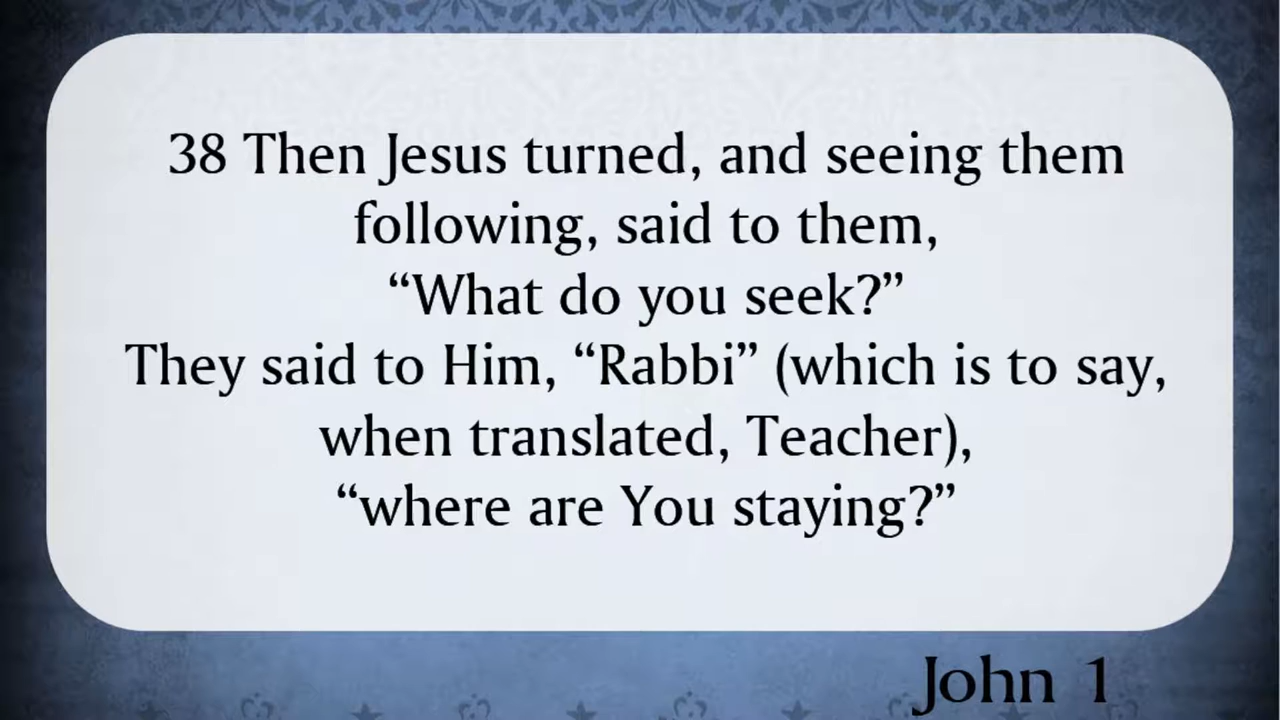 38 Then Jesus turned, and seeing them
following, said to them,
“What do you seek?”
They said to Him, “Rabbi” (which is to say,
when translated, Teacher),
“where are You staying?”
John 1